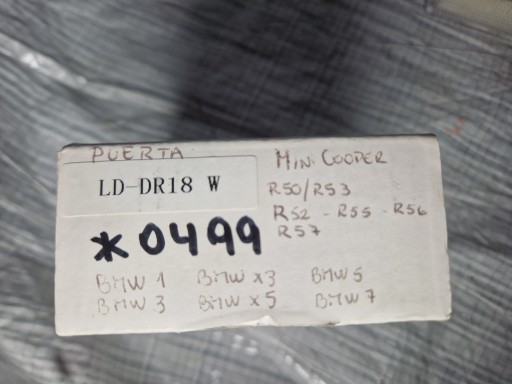 PUERTA
LD-DR18 W
*0499
MINI COOPER
R50/R53
R52 - R55 - R56
R57
BMW 1 BMW X3 BMW 5
BMW 3 BMW X5 BMW 7